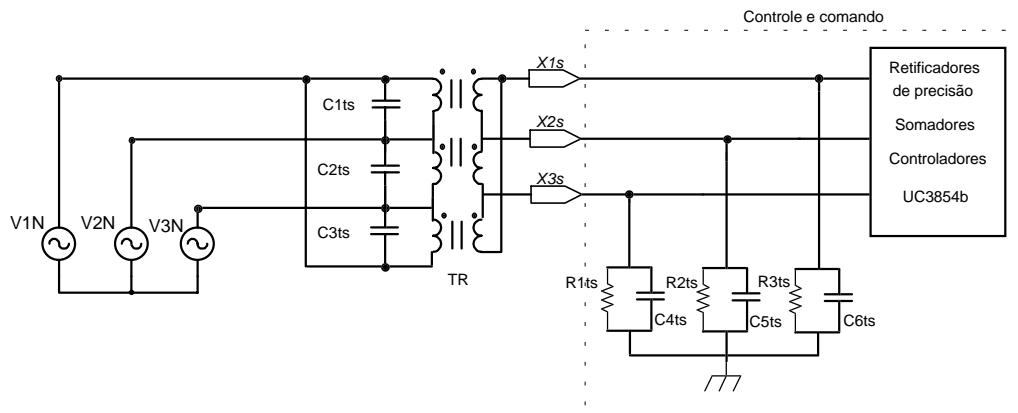 Controle e comando
X1s
Retificadores
de precisão
C1ts
X2s
Somadores
C2ts
Controladores
X3s
UC3854b
V1N
V2N
V3N
C3ts
TR
R1ts
R2ts
R3ts
C4ts
C5ts
C6ts